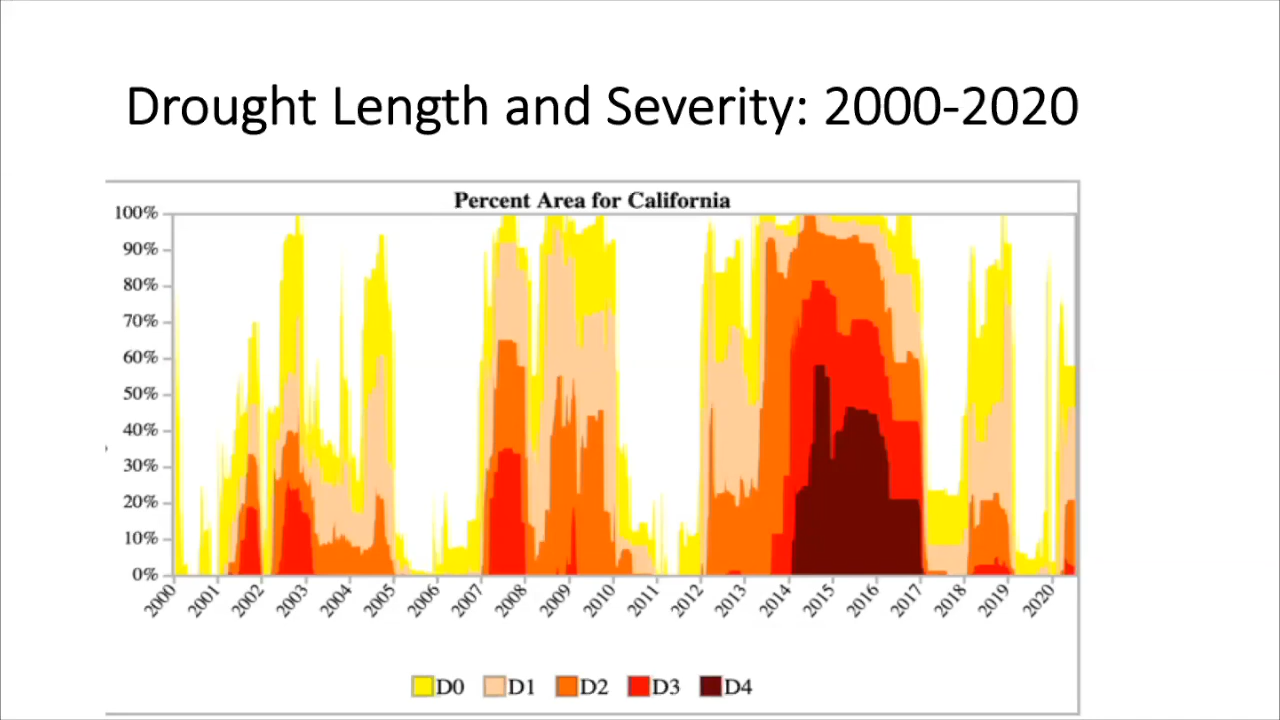 Drought Length and Severity: 2000-2020
Percent Area for California
100%
90%
80%
70%
60%
50%
40%
30%
20%
10%
0%
2000 2001 2002 2003 2004 2005 2006 2007 2008 2009 2010 2011 2012 2013 2014 2015 2016 2017 2018 2019 2020
D0 D1 D2 D3 D4